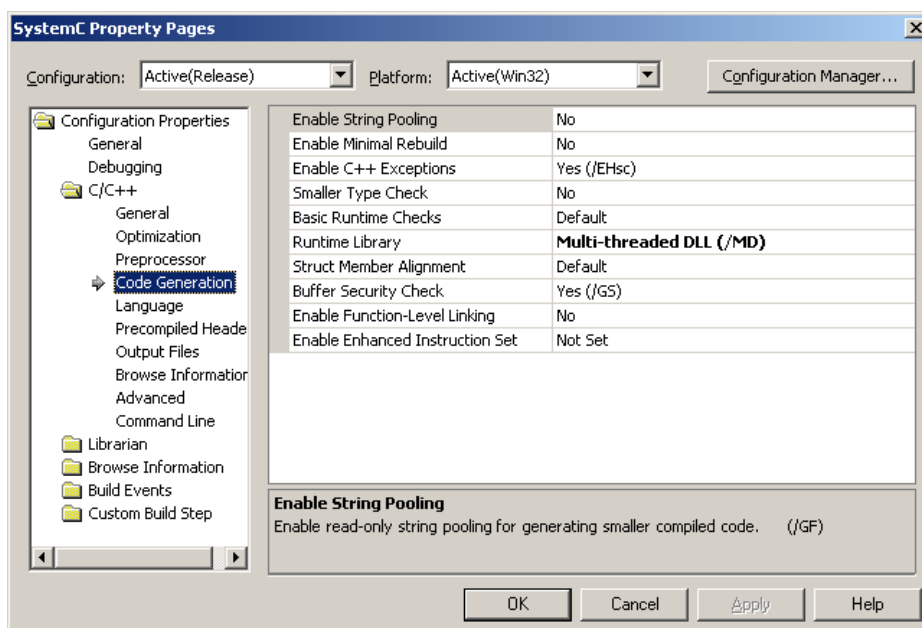 SystemC Property Pages
Configuration: Active(Release) Platform: Active(Win32) Configuration Manager...
Configuration Properties
General
Debugging
C/C++
General
Optimization
Preprocessor
Code Generation
Language
Precompiled Heade
Output Files
Browse Information
Advanced
Command Line
Librarian
Browse Information
Build Events
Custom Build Step
Enable String Pooling No
Enable Minimal Rebuild No
Enable C++ Exceptions Yes (/EHsc)
Smaller Type Check No
Basic Runtime Checks Default
Runtime Library Multi-threaded DLL (/MD)
Struct Member Alignment Default
Buffer Security Check Yes (/GS)
Enable Function-Level Linking No
Enable Enhanced Instruction Set Not Set
Enable String Pooling
Enable read-only string pooling for generating smaller compiled code. (/GF)
OK Cancel Apply Help